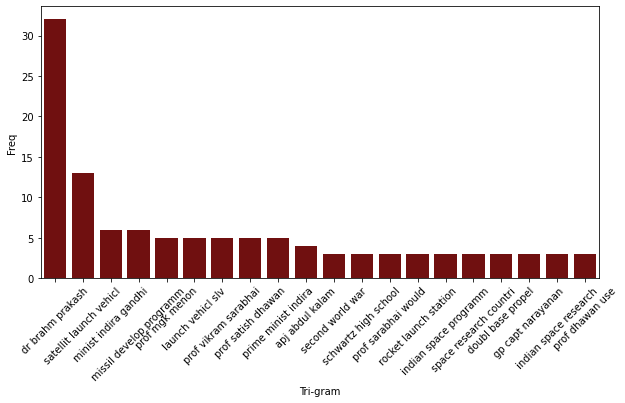 Freq
30
25
20
15
10
5
0
dr brahm prakash
satellit launch vehicl
minist indira gandhi
missil develop programm
prof mgk menon
launch vehicl slv
prof vikram sarabhai
prof satish dhawan
prime minist indira
apj abdul kalam
second world war
schwartz high school
prof sarabhai would
rocket launch station
indian space programm
space research countri
doubl base propel
gp capt narayanan
indian space research
prof dhawan use
Tri-gram